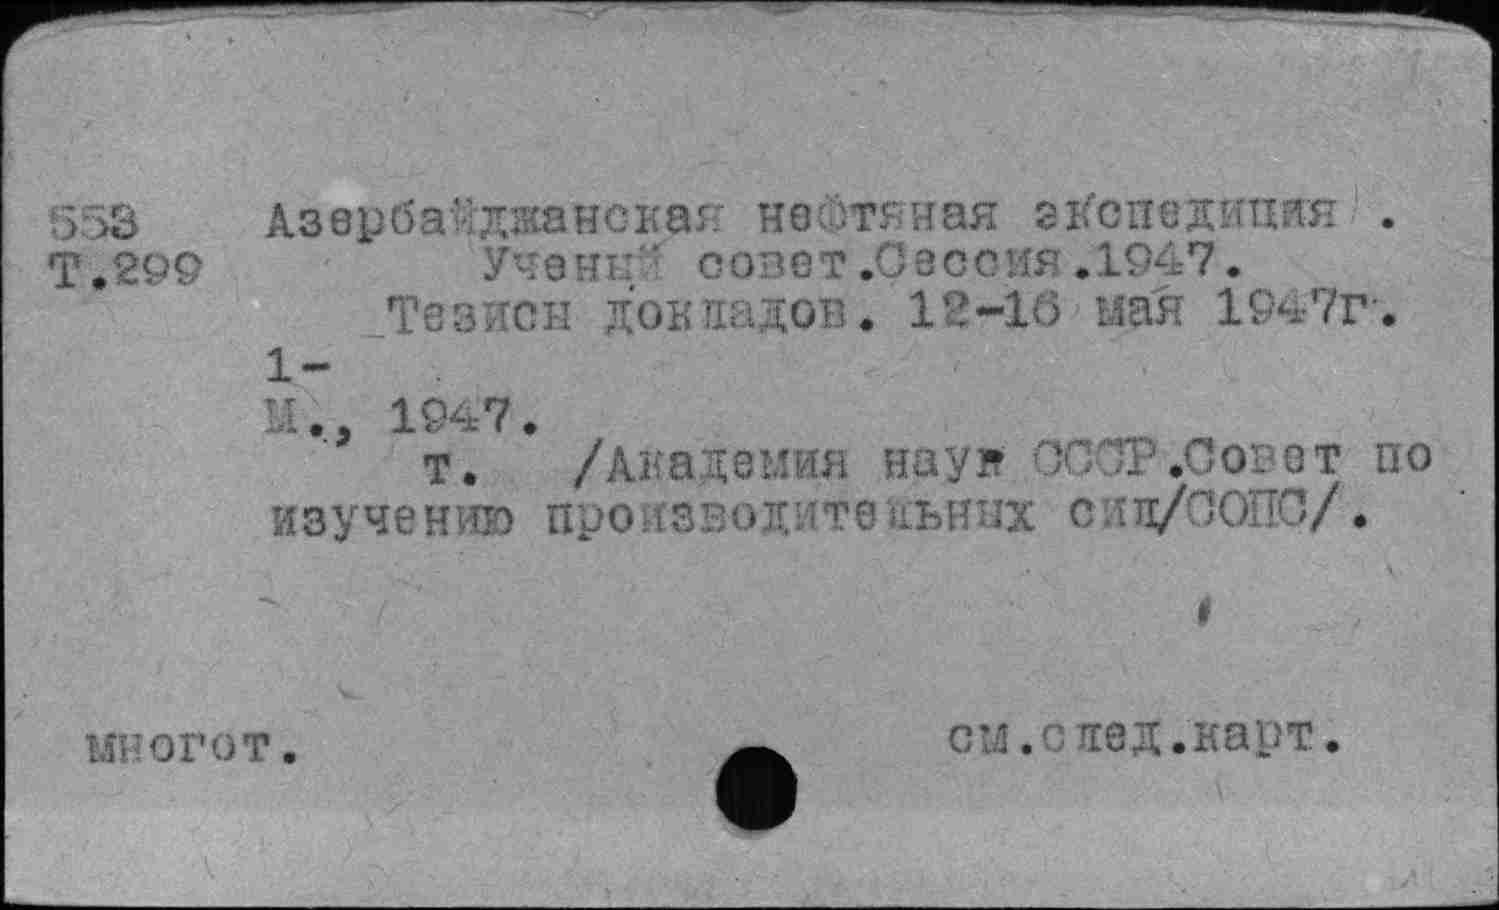 553 Азербайджанская нефтяная экспедиция .
Т.299 Ученый совет.Сессия.1947.
Тезисы докладов. 12-16 мая 1947г.
1-
М., 1947.
т. /Академия наук СССР.Совет по
изучению производительных сил/СОПС/.
многот. см.след.карт.